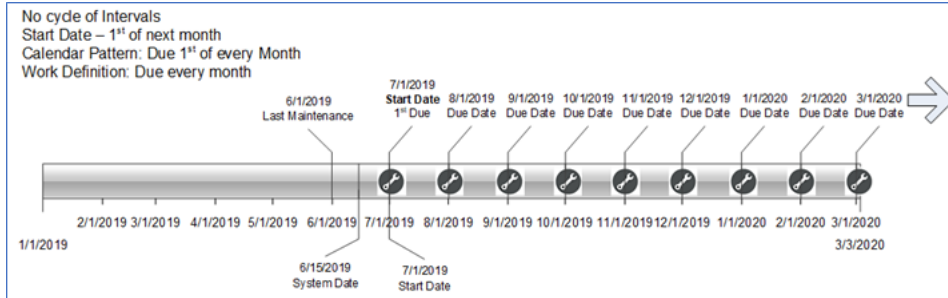 No cycle of Intervals
Start Date – 1st of next month
Calendar Pattern: Due 1st of every Month
Work Definition: Due every month
6/1/2019
Last Maintenance
7/1/2019
Start Date
1st Due
8/1/2019
Due Date
9/1/2019
Due Date
10/1/2019
Due Date
11/1/2019
Due Date
12/1/2019
Due Date
1/1/2020
Due Date
2/1/2020
Due Date
3/1/2020
Due Date
1/1/2019
2/1/2019
3/1/2019
4/1/2019
5/1/2019
6/1/2019
7/1/2019
8/1/2019
9/1/2019
10/1/2019
11/1/2019
12/1/2019
1/1/2020
2/1/2020
3/1/2020
3/3/2020
6/15/2019
System Date
7/1/2019
Start Date